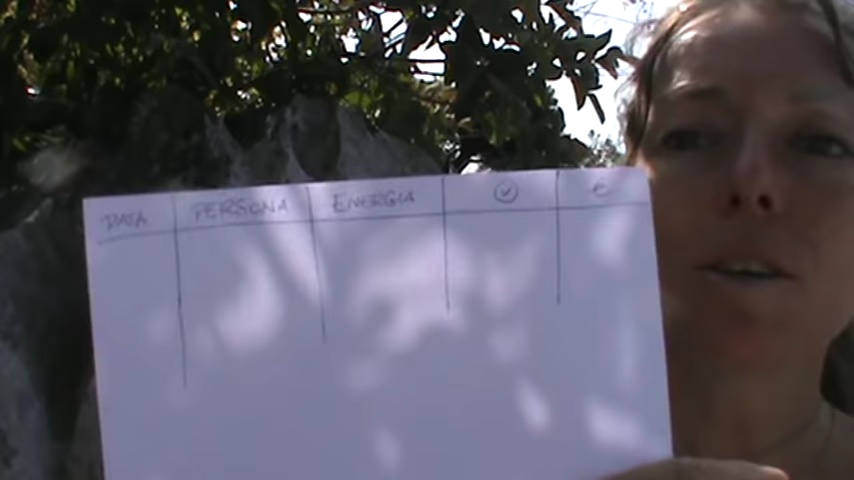 DATA PERSONA ENERGIA ✓ €